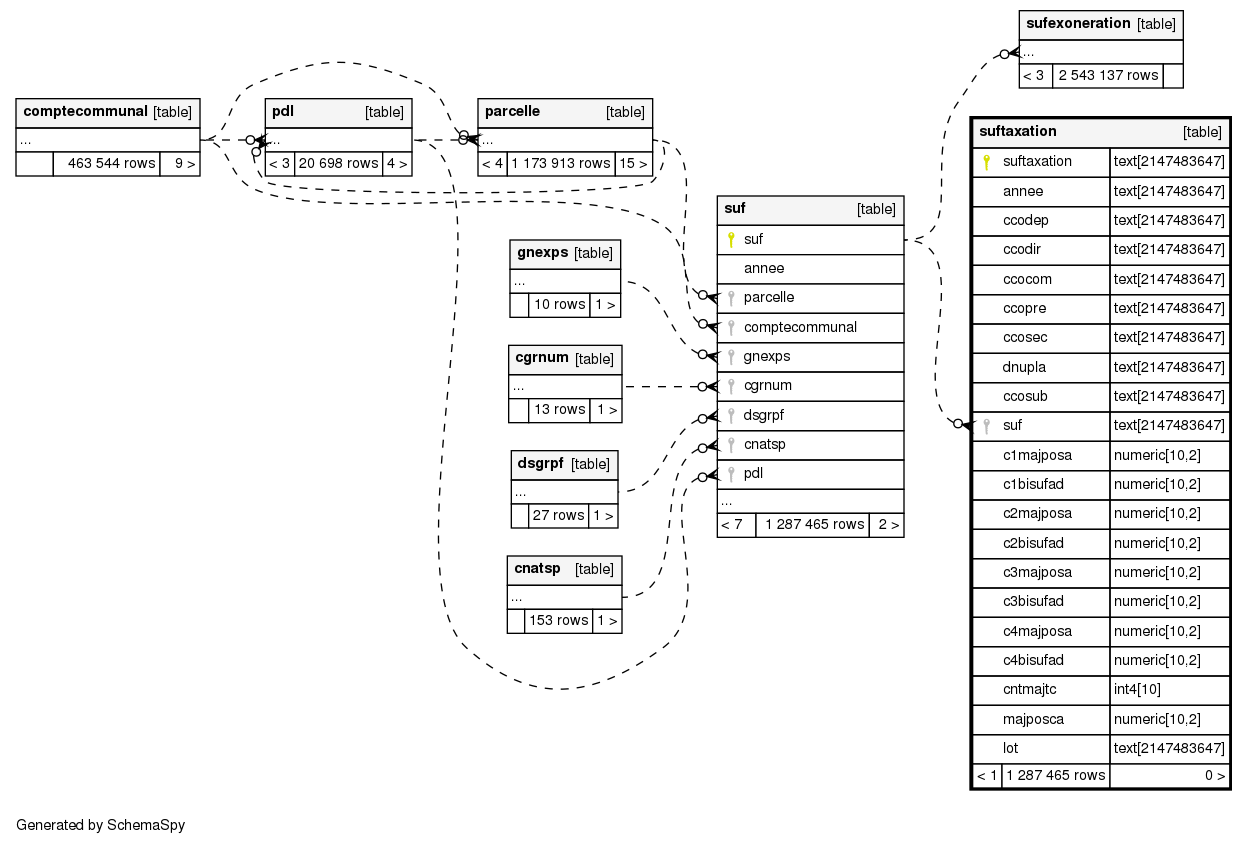 sufexoneration [table]
...
< 3 2 543 137 rows
comptecommunal [table]
...
463 544 rows 9 >
pdl [table]
...
< 3 20 698 rows 4 >
parcelle [table]
...
< 4 1 173 913 rows 15 >
gnexps [table]
...
10 rows 1 >
cgrnum [table]
...
13 rows 1 >
dsgrpf [table]
...
27 rows 1 >
cnatsp [table]
...
153 rows 1 >
suf [table]
suf
annee
parcelle
comptecommunal
gnexps
cgrnum
dsgrpf
cnatsp
pdl
...
< 7 1 287 465 rows 2 >
suftaxation [table]
suftaxation text[2147483647]
annee text[2147483647]
ccodep text[2147483647]
ccodir text[2147483647]
ccocom text[2147483647]
ccopre text[2147483647]
ccosec text[2147483647]
dnupla text[2147483647]
ccosub text[2147483647]
suf text[2147483647]
c1majposa numeric[10,2]
c1bisufad numeric[10,2]
c2majposa numeric[10,2]
c2bisufad numeric[10,2]
c3majposa numeric[10,2]
c3bisufad numeric[10,2]
c4majposa numeric[10,2]
c4bisufad numeric[10,2]
cntmajtc int4[10]
majposca numeric[10,2]
lot text[2147483647]
< 1 1 287 465 rows 0 >
Generated by SchemaSpy